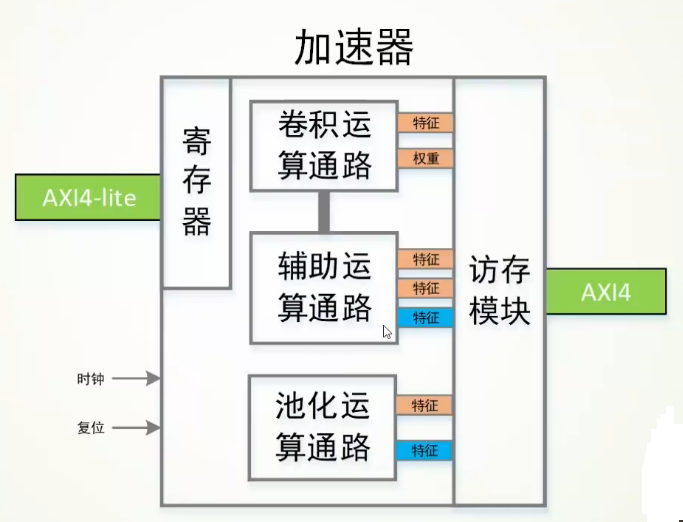 加速器
寄
存
器
AXI4-lite
卷积运
算通路
特征
权重
辅助运
算通路
特征
特征
特征
池化运
算通路
特征
特征
访存
模块
AXI4
时钟
复位